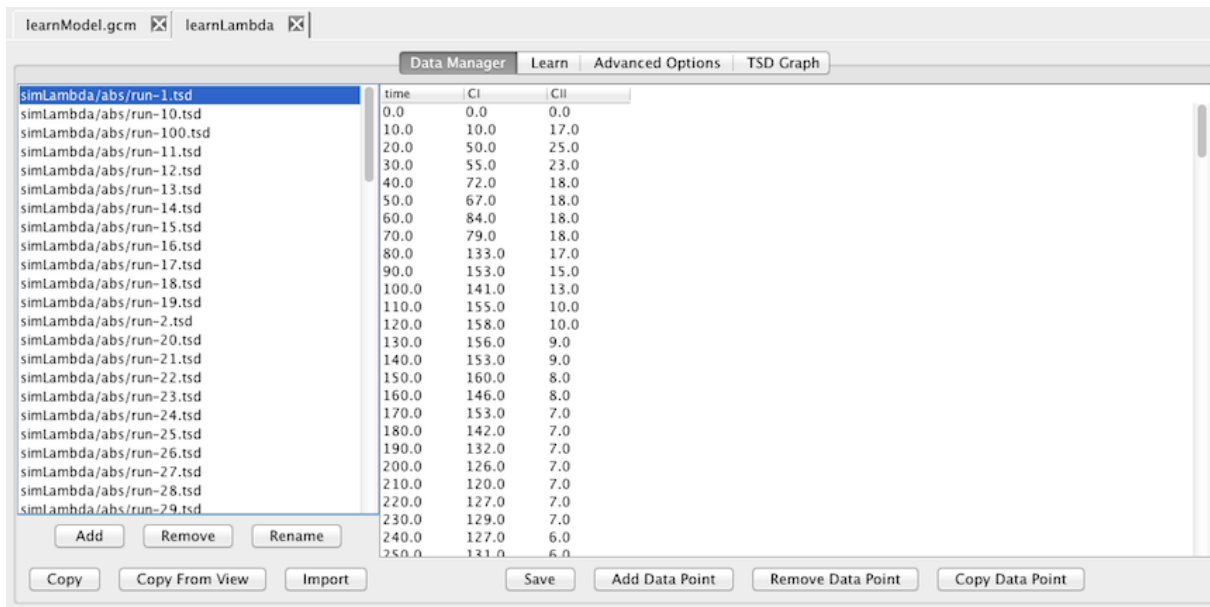 learnModel.gcm learnLambda
Data Manager Learn Advanced Options TSD Graph
simLambda/abs/run-1.tsd
simLambda/abs/run-10.tsd
simLambda/abs/run-100.tsd
simLambda/abs/run-11.tsd
simLambda/abs/run-12.tsd
simLambda/abs/run-13.tsd
simLambda/abs/run-14.tsd
simLambda/abs/run-15.tsd
simLambda/abs/run-16.tsd
simLambda/abs/run-17.tsd
simLambda/abs/run-18.tsd
simLambda/abs/run-19.tsd
simLambda/abs/run-2.tsd
simLambda/abs/run-20.tsd
simLambda/abs/run-21.tsd
simLambda/abs/run-22.tsd
simLambda/abs/run-23.tsd
simLambda/abs/run-24.tsd
simLambda/abs/run-25.tsd
simLambda/abs/run-26.tsd
simLambda/abs/run-27.tsd
simLambda/abs/run-28.tsd
simLambda/abs/run-29.tsd
Add Remove Rename
Copy Copy From View Import
time CI CII
0.0 0.0 0.0
10.0 10.0 17.0
20.0 50.0 25.0
30.0 55.0 23.0
40.0 72.0 18.0
50.0 67.0 18.0
60.0 84.0 18.0
70.0 79.0 18.0
80.0 133.0 17.0
90.0 153.0 15.0
100.0 141.0 13.0
110.0 155.0 10.0
120.0 158.0 10.0
130.0 156.0 9.0
140.0 153.0 9.0
150.0 160.0 8.0
160.0 146.0 8.0
170.0 153.0 7.0
180.0 142.0 7.0
190.0 132.0 7.0
200.0 126.0 7.0
210.0 120.0 7.0
220.0 127.0 7.0
230.0 129.0 7.0
240.0 127.0 6.0
250.0 131.0 6.0
Save Add Data Point Remove Data Point Copy Data Point